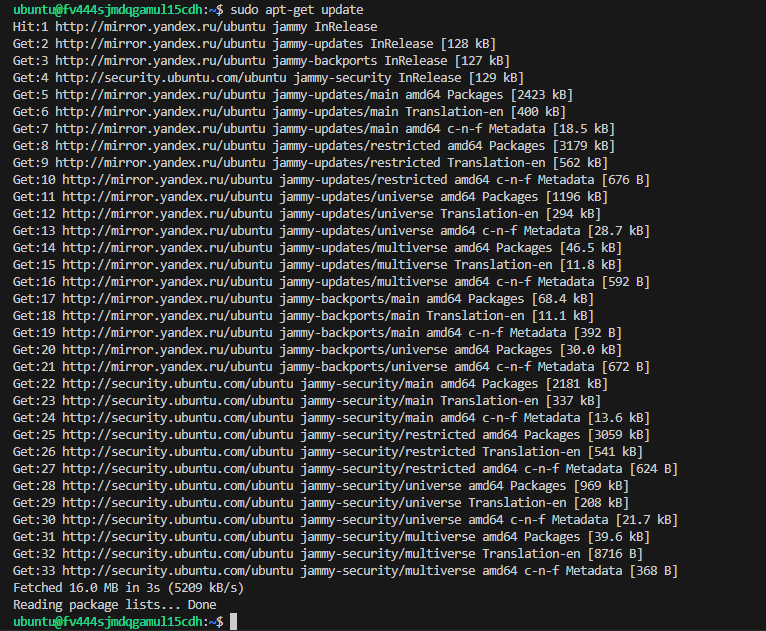 ubuntu@fv444sjmdqgamul15cdh:~$ sudo apt-get update
Hit:1 http://mirror.yandex.ru/ubuntu jammy InRelease
Get:2 http://mirror.yandex.ru/ubuntu jammy-updates InRelease [128 kB]
Get:3 http://mirror.yandex.ru/ubuntu jammy-backports InRelease [127 kB]
Get:4 http://security.ubuntu.com/ubuntu jammy-security InRelease [129 kB]
Get:5 http://mirror.yandex.ru/ubuntu jammy-updates/main amd64 Packages [2423 kB]
Get:6 http://mirror.yandex.ru/ubuntu jammy-updates/main Translation-en [400 kB]
Get:7 http://mirror.yandex.ru/ubuntu jammy-updates/main amd64 c-n-f Metadata [18.5 kB]
Get:8 http://mirror.yandex.ru/ubuntu jammy-updates/restricted amd64 Packages [3179 kB]
Get:9 http://mirror.yandex.ru/ubuntu jammy-updates/restricted Translation-en [562 kB]
Get:10 http://mirror.yandex.ru/ubuntu jammy-updates/restricted amd64 c-n-f Metadata [676 B]
Get:11 http://mirror.yandex.ru/ubuntu jammy-updates/universe amd64 Packages [1196 kB]
Get:12 http://mirror.yandex.ru/ubuntu jammy-updates/universe Translation-en [294 kB]
Get:13 http://mirror.yandex.ru/ubuntu jammy-updates/universe amd64 c-n-f Metadata [28.7 kB]
Get:14 http://mirror.yandex.ru/ubuntu jammy-updates/multiverse amd64 Packages [46.5 kB]
Get:15 http://mirror.yandex.ru/ubuntu jammy-updates/multiverse Translation-en [11.8 kB]
Get:16 http://mirror.yandex.ru/ubuntu jammy-updates/multiverse amd64 c-n-f Metadata [592 B]
Get:17 http://mirror.yandex.ru/ubuntu jammy-backports/main amd64 Packages [68.4 kB]
Get:18 http://mirror.yandex.ru/ubuntu jammy-backports/main Translation-en [11.1 kB]
Get:19 http://mirror.yandex.ru/ubuntu jammy-backports/main amd64 c-n-f Metadata [392 B]
Get:20 http://mirror.yandex.ru/ubuntu jammy-backports/universe amd64 Packages [30.0 kB]
Get:21 http://mirror.yandex.ru/ubuntu jammy-backports/universe amd64 c-n-f Metadata [672 B]
Get:22 http://security.ubuntu.com/ubuntu jammy-security/main amd64 Packages [2181 kB]
Get:23 http://security.ubuntu.com/ubuntu jammy-security/main Translation-en [337 kB]
Get:24 http://security.ubuntu.com/ubuntu jammy-security/main amd64 c-n-f Metadata [13.6 kB]
Get:25 http://security.ubuntu.com/ubuntu jammy-security/restricted amd64 Packages [3059 kB]
Get:26 http://security.ubuntu.com/ubuntu jammy-security/restricted Translation-en [541 kB]
Get:27 http://security.ubuntu.com/ubuntu jammy-security/restricted amd64 c-n-f Metadata [624 B]
Get:28 http://security.ubuntu.com/ubuntu jammy-security/universe amd64 Packages [969 kB]
Get:29 http://security.ubuntu.com/ubuntu jammy-security/universe Translation-en [208 kB]
Get:30 http://security.ubuntu.com/ubuntu jammy-security/universe amd64 c-n-f Metadata [21.7 kB]
Get:31 http://security.ubuntu.com/ubuntu jammy-security/multiverse amd64 Packages [39.6 kB]
Get:32 http://security.ubuntu.com/ubuntu jammy-security/multiverse Translation-en [8716 B]
Get:33 http://security.ubuntu.com/ubuntu jammy-security/multiverse amd64 c-n-f Metadata [368 B]
Fetched 16.0 MB in 3s (5209 kB/s)
Reading package lists... Done
ubuntu@fv444sjmdqgamul15cdh:~$